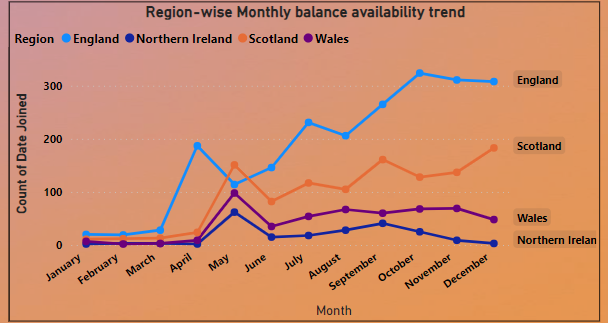 Region-wise Monthly balance availability trend
Region England Northern Ireland Scotland Wales
Count of Date Joined
300
200
100
0
England
Scotland
Wales
Northern Irelan
January February March April May June July August September October November December
Month